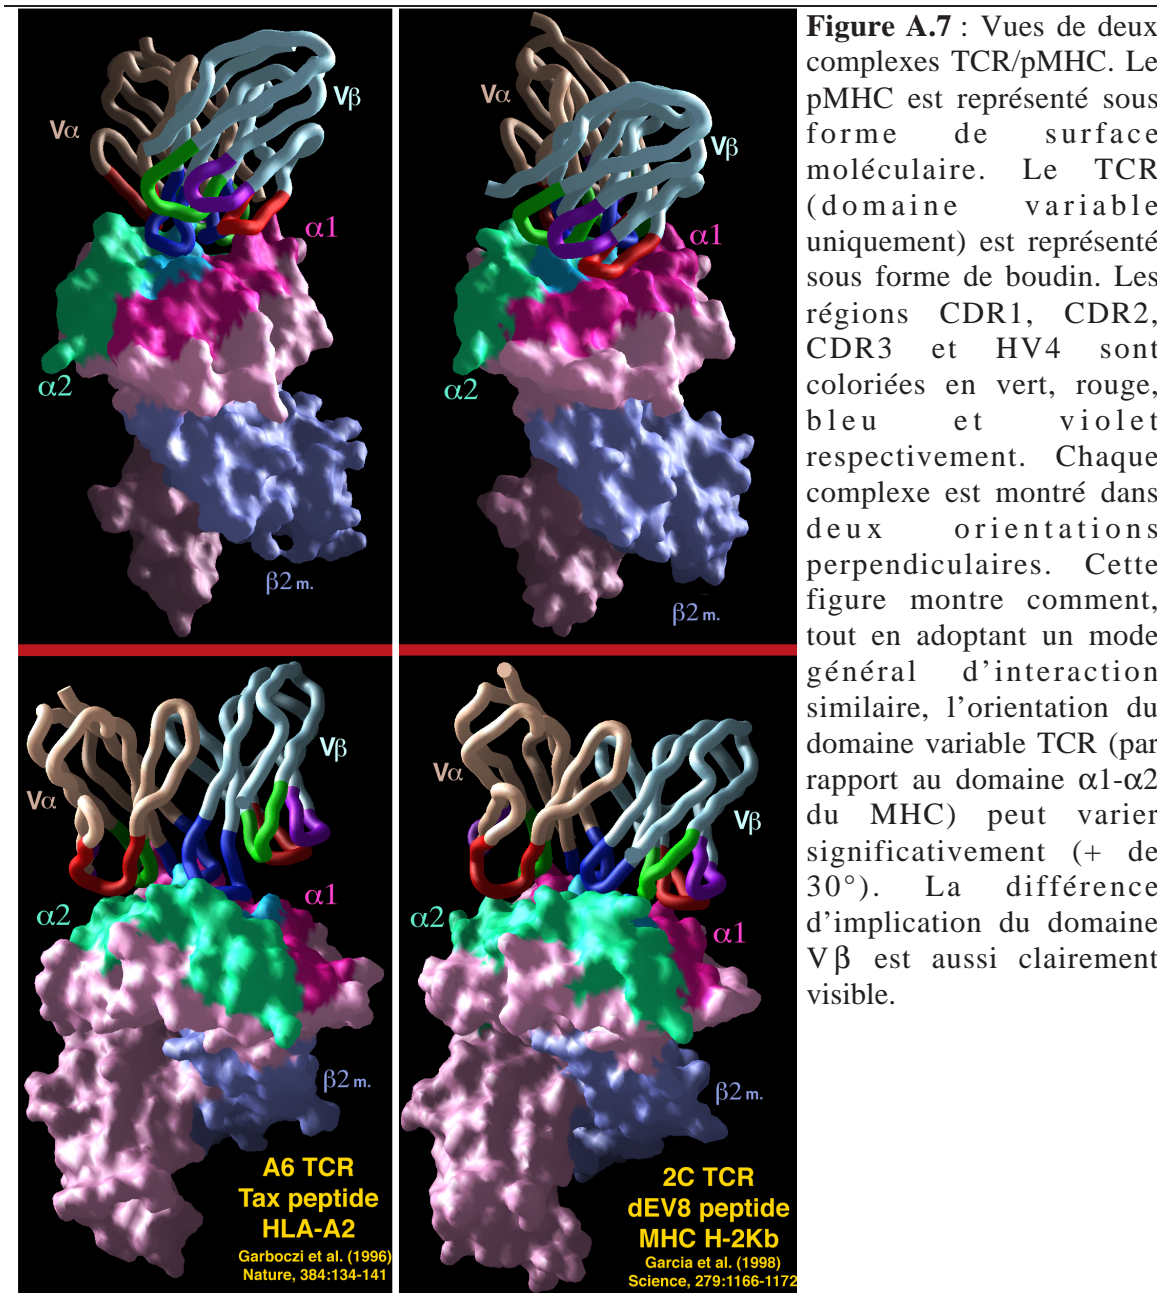 Vα
Vβ
α1
α2
β2 m.
Vα
Vβ
α1
α2
β2 m.
Vα
Vβ
α2
α1
β2 m.
A6 TCR
Tax peptide
HLA-A2
Garboczi et al. (1996)
Nature, 384:134-141
Vα
Vβ
α2
α1
β2 m.
2C TCR
dEV8 peptide
MHC H-2Kb
Garcia et al. (1998)
Science, 279:1166-1172
Figure A.7 : Vues de deux
complexes TCR/pMHC. Le
pMHC est représenté sous
forme de surface
moléculaire. Le TCR
(domaine variable
uniquement) est représenté
sous forme de boudin. Les
régions CDR1, CDR2,
CDR3 et HV4 sont
coloriées en vert, rouge,
bleu et violet
respectivement. Chaque
complexe est montré dans
deux orientations
perpendiculaires. Cette
figure montre comment,
tout en adoptant un mode
général d'interaction
similaire, l'orientation du
domaine variable TCR (par
rapport au domaine α1-α2
du MHC) peut varier
significativement (+ de
30°). La différence
d'implication du domaine
Vβ est aussi clairement
visible.